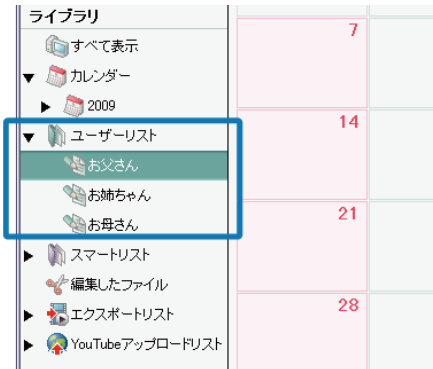 ライブラリ
すべて表示
カレンダー
2009
ユーザーリスト
お父さん
お姉ちゃん
お母さん
スマートリスト
編集したファイル
エクスポートリスト
YouTubeアップロードリスト
7
14
21
28